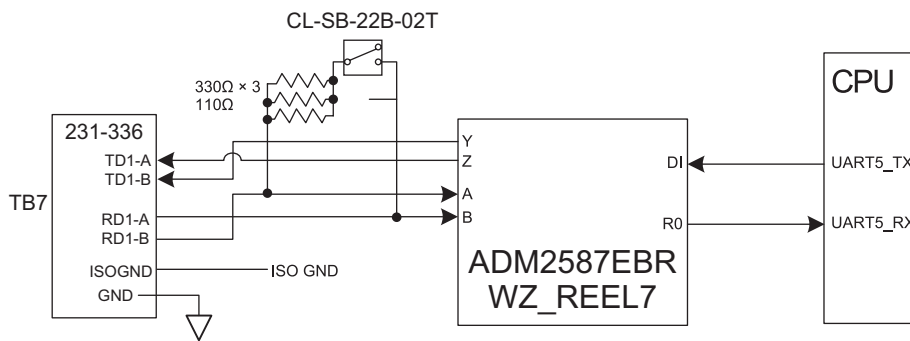 CL-SB-22B-02T
330Ω × 3
110Ω
CPU
231-336
TB7
TD1-A
TD1-B
RD1-A
RD1-B
ISOGND
GND
ISO GND
Y
Z
A
B
DI
R0
ADM2587EBR
WZ_REEL7
UART5_TX
UART5_RX